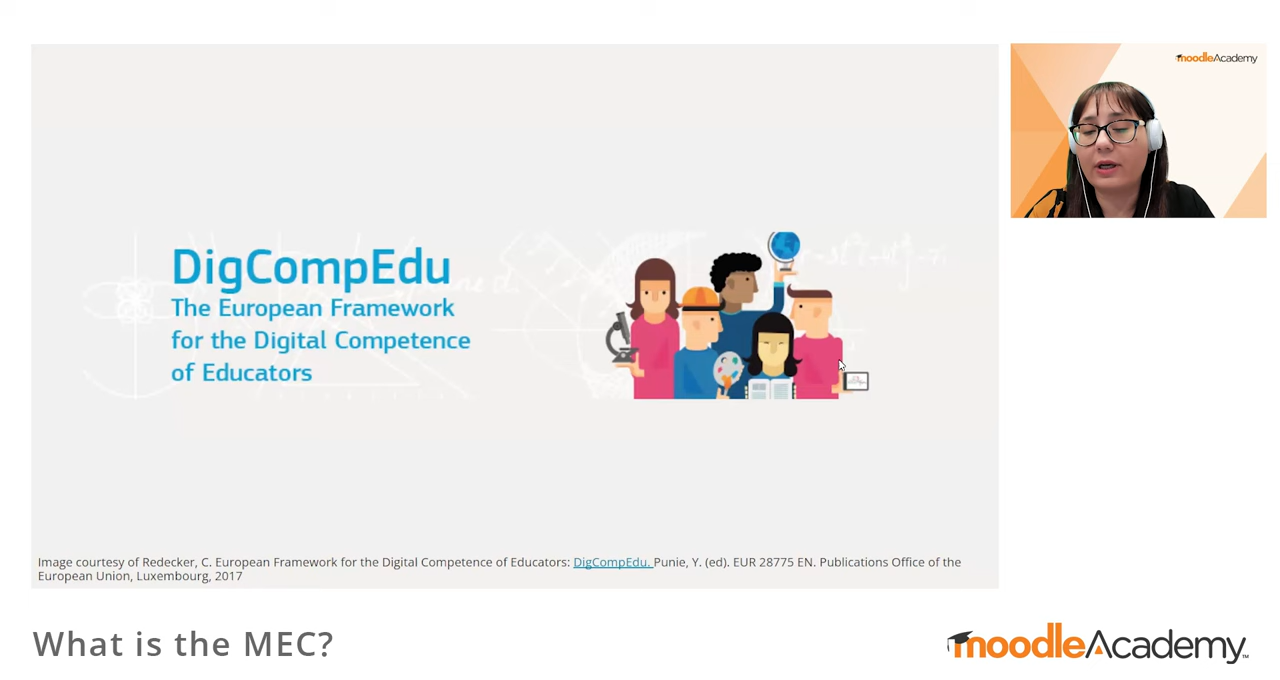 moodleAcademy
DigCompEdu
The European Framework
for the Digital Competence
of Educators
Image courtesy of Redecker, C. European Framework for the Digital Competence of Educators: DigCompEdu. Punie, Y. (ed). EUR 28775 EN. Publications Office of the
European Union, Luxembourg, 2017
What is the MEC?
moodleAcademy™